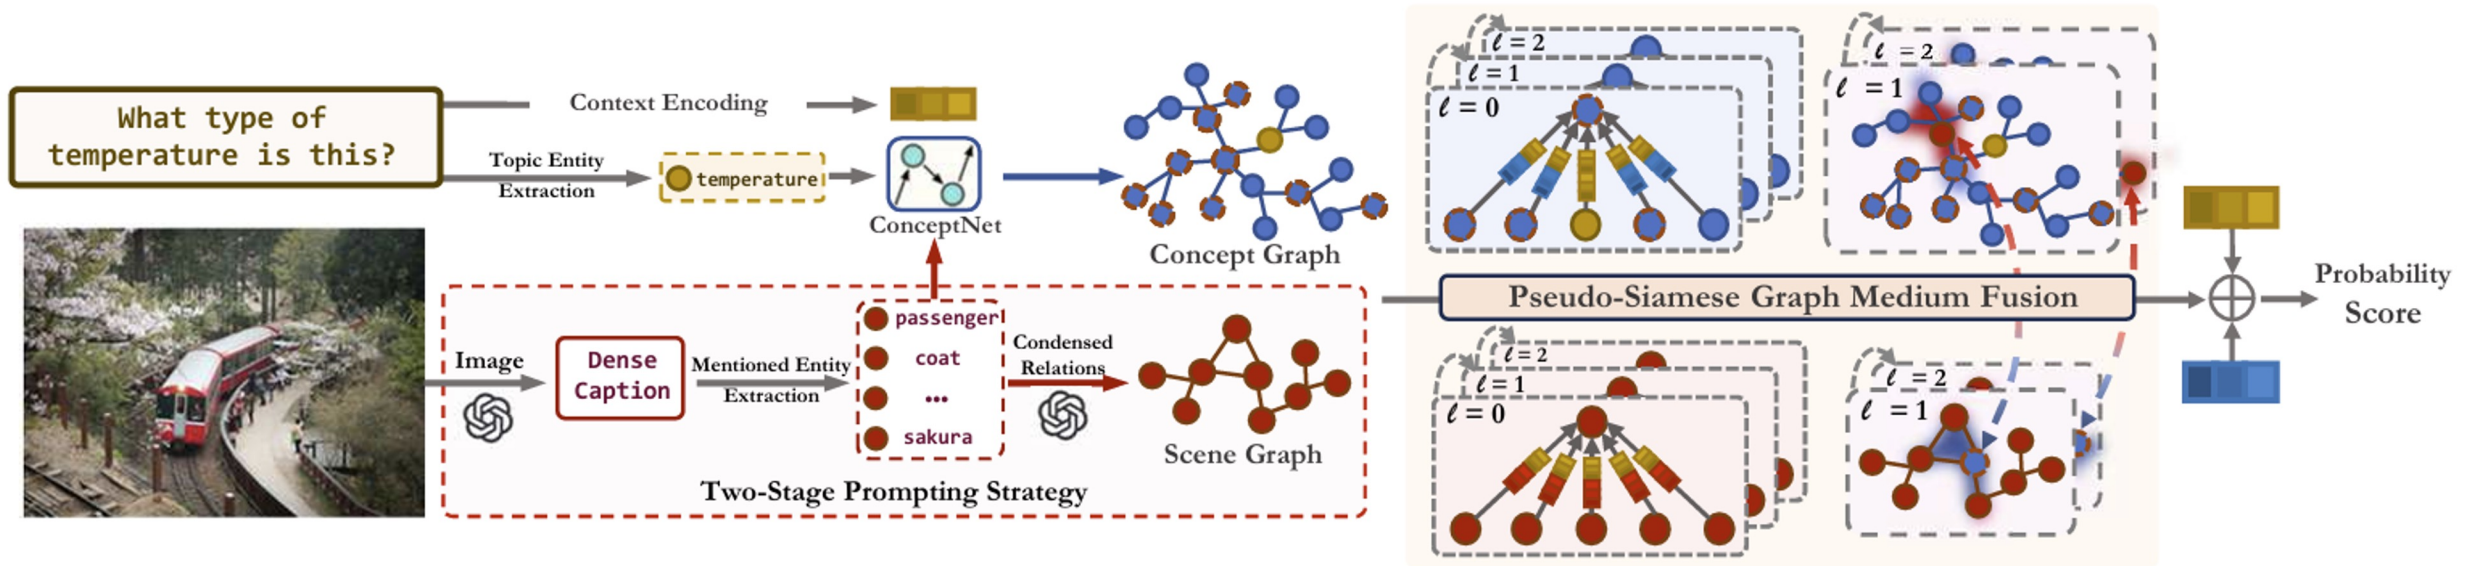 What type of
temperature is this?
Context Encoding
Topic Entity
Extraction
temperature
ConceptNet
Concept Graph
Image
Dense
Caption
Mentioned Entity
Extraction
passenger
coat
...
sakura
Condensed
Relations
Scene Graph
Two-Stage Prompting Strategy
ℓ = 2
ℓ = 1
ℓ = 0
ℓ = 2
ℓ = 1
Pseudo-Siamese Graph Medium Fusion
ℓ = 2
ℓ = 1
ℓ = 0
ℓ = 2
ℓ = 1
Probability
Score